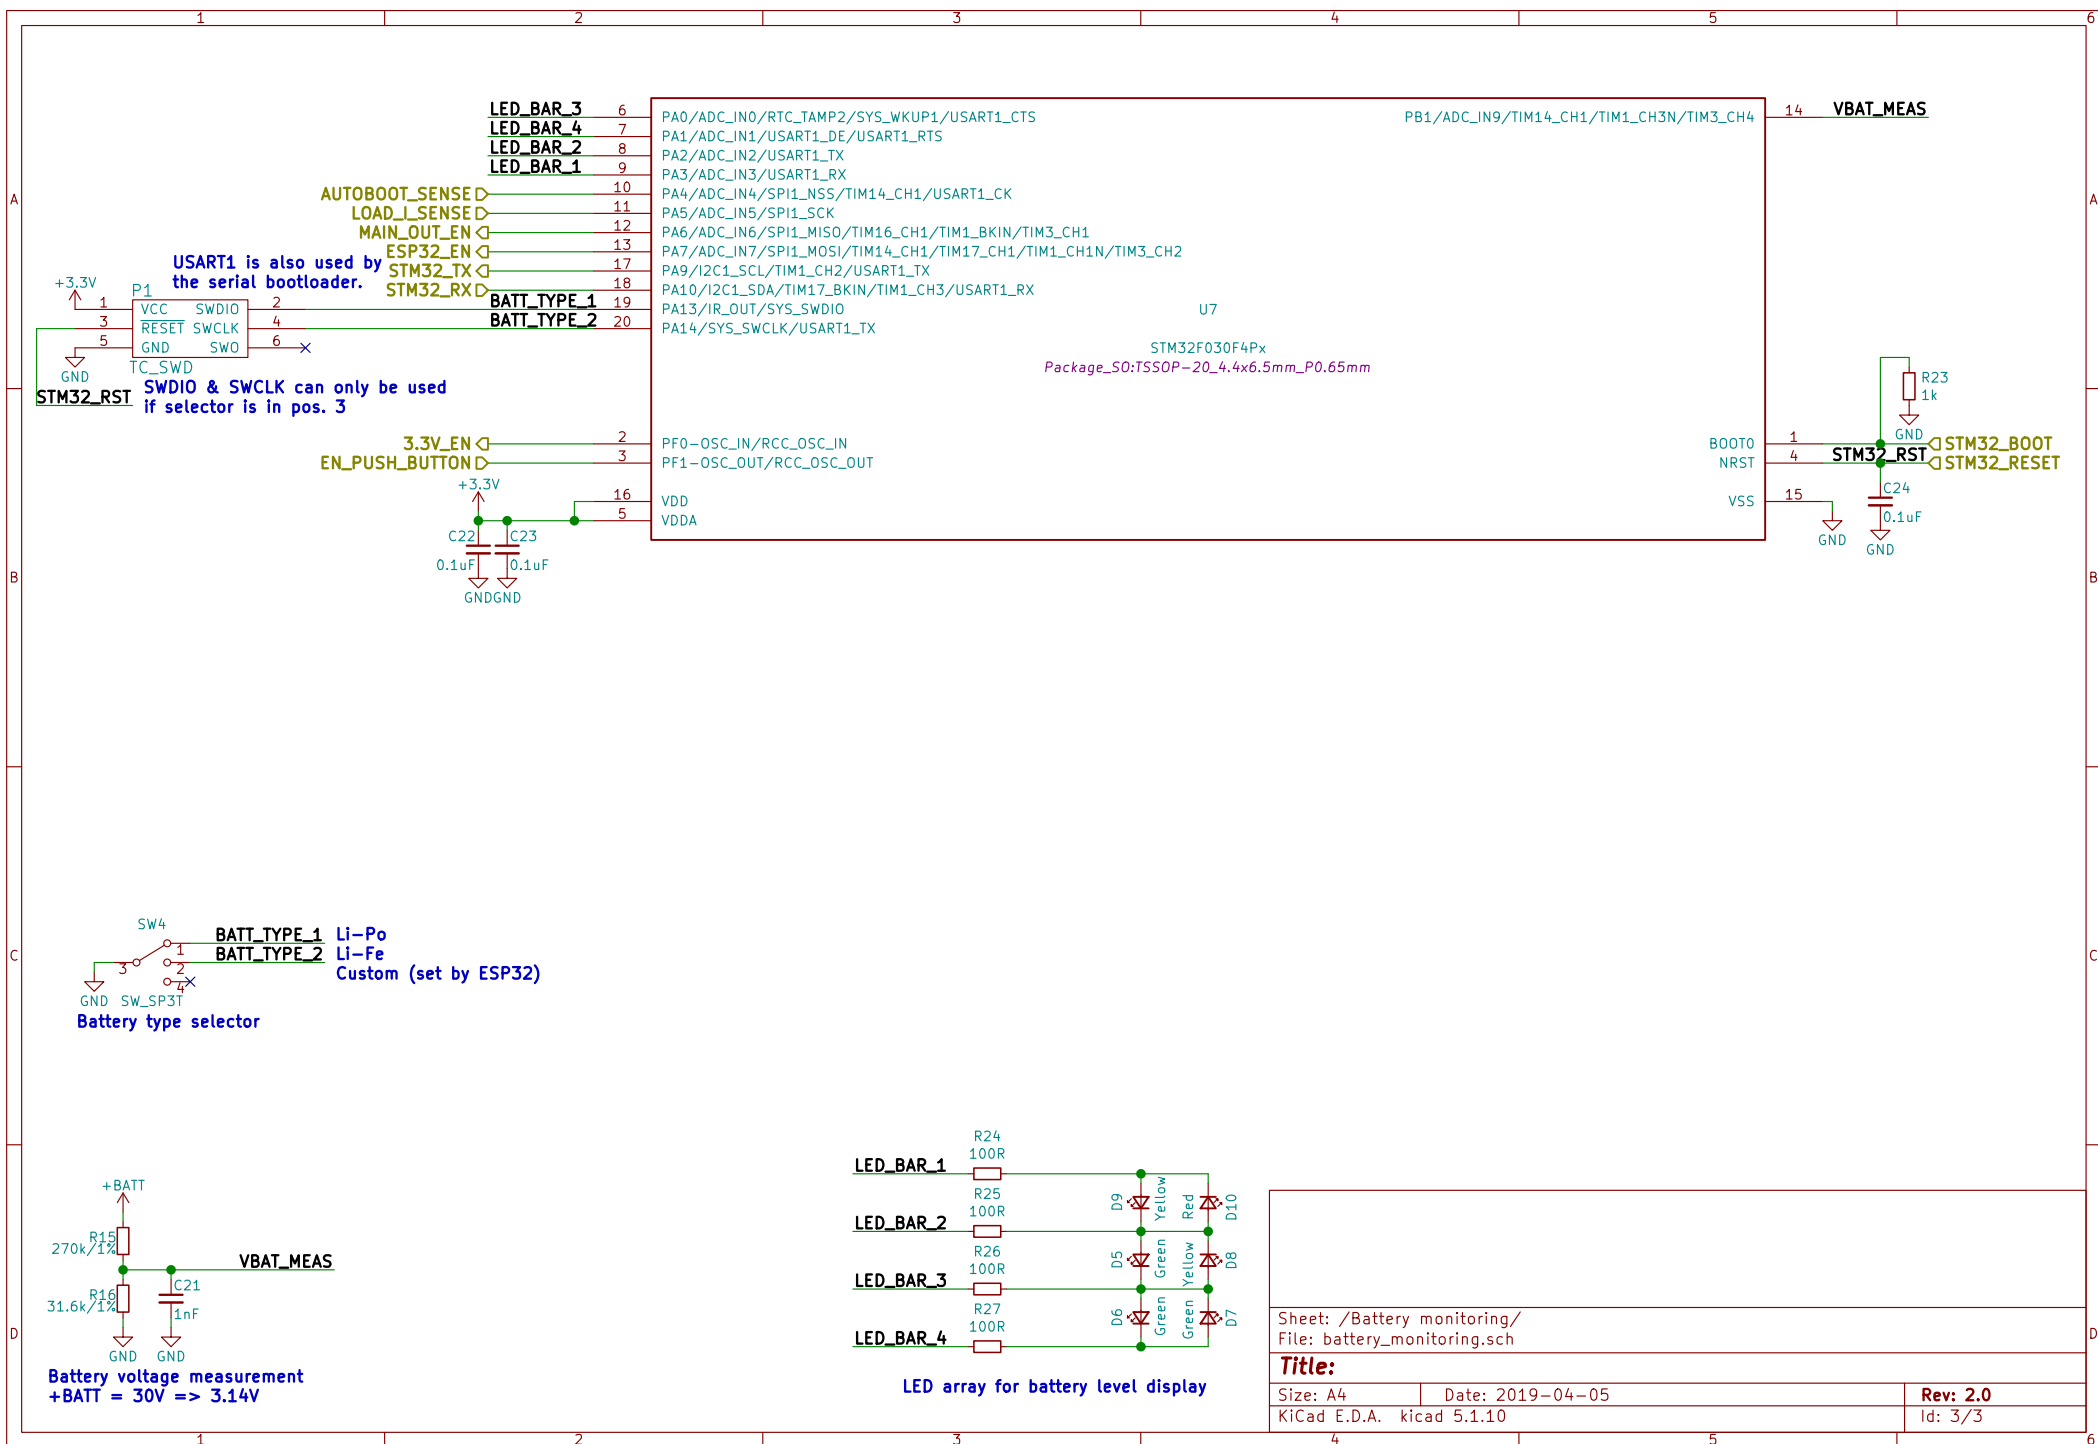 1 2 3 4 5 6
A
B
C
D
A
B
C
D
LED_BAR_3 6 PA0/ADC_IN0/RTC_TAMP2/SYS_WKUP1/USART1_CTS
LED_BAR_4 7 PA1/ADC_IN1/USART1_DE/USART1_RTS
LED_BAR_2 8 PA2/ADC_IN2/USART1_TX
LED_BAR_1 9 PA3/ADC_IN3/USART1_RX
AUTOBOOT_SENSE 10 PA4/ADC_IN4/SPI1_NSS/TIM14_CH1/USART1_CK
LOAD_I_SENSE 11 PA5/ADC_IN5/SPI1_SCK
MAIN_OUT_EN 12 PA6/ADC_IN6/SPI1_MISO/TIM16_CH1/TIM1_BKIN/TIM3_CH1
ESP32_EN 13 PA7/ADC_IN7/SPI1_MOSI/TIM14_CH1/TIM17_CH1/TIM1_CH1N/TIM3_CH2
STM32_TX 17 PA9/I2C1_SCL/TIM1_CH2/USART1_TX
STM32_RX 18 PA10/I2C1_SDA/TIM17_BKIN/TIM1_CH3/USART1_RX
BATT_TYPE_1 19 PA13/IR_OUT/SYS_SWDIO
BATT_TYPE_2 20 PA14/SYS_SWCLK/USART1_TX
PB1/ADC_IN9/TIM14_CH1/TIM1_CH3N/TIM3_CH4 14 VBAT_MEAS
USART1 is also used by
the serial bootloader.
+3.3V
P1
1 VCC SWDIO 2
3 RESET SWCLK 4
5 GND SWO 6
GND
TC_SWD
STM32_RST
SWDIO & SWCLK can only be used
if selector is in pos. 3
U7
STM32F030F4Px
Package_SO:TSSOP-20_4.4x6.5mm_P0.65mm
3.3V_EN 2 PF0-OSC_IN/RCC_OSC_IN
EN_PUSH_BUTTON 3 PF1-OSC_OUT/RCC_OSC_OUT
+3.3V
16 VDD
5 VDDA
C22
0.1uF
C23
0.1uF
GND
GND
R23
1k
GND
BOOT0 1 STM32_BOOT
NRST 4 STM32_RST STM32_RESET
VSS 15
GND
C24
0.1uF
GND
SW4
BATT_TYPE_1 Li-Po
BATT_TYPE_2 Li-Fe
Custom (set by ESP32)
1
3 2
4
GND SW_SP3T
Battery type selector
+BATT
R15
270k/1%
VBAT_MEAS
R16
31.6k/1%
C21
1nF
GND GND
Battery voltage measurement
+BATT = 30V => 3.14V
R24
100R
LED_BAR_1
D9 Yellow Red D10
R25
100R
LED_BAR_2
D5 Green Yellow D8
R26
100R
LED_BAR_3
D6 Green Green D7
R27
100R
LED_BAR_4
LED array for battery level display
Sheet: /Battery monitoring/
File: battery_monitoring.sch
Title:
Size: A4 Date: 2019-04-05 Rev: 2.0
KiCad E.D.A. kicad 5.1.10 Id: 3/3
1 2 3 4 5 6